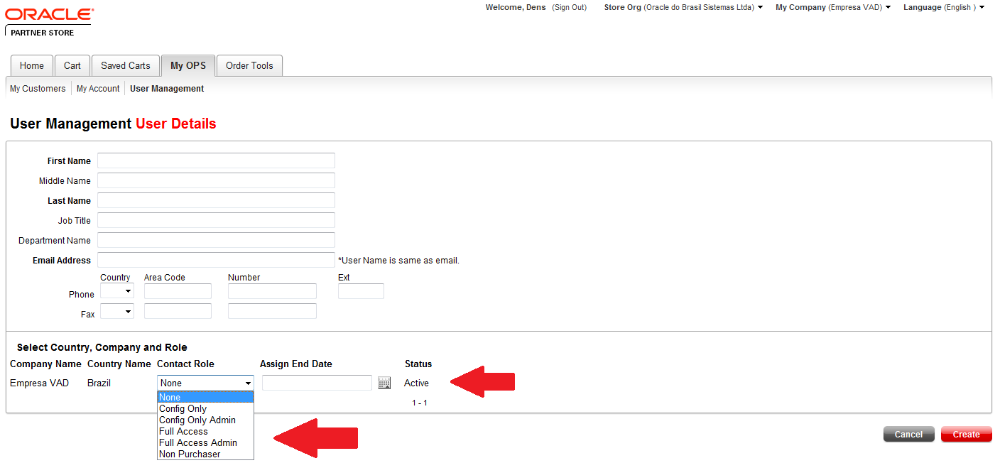 ORACLE®
PARTNER STORE
Welcome, Dens (Sign Out) Store Org (Oracle do Brasil Sistemas Ltda) My Company (Empresa VAD) Language (English )
Home Cart Saved Carts My OPS Order Tools
My Customers My Account User Management
User Management User Details
First Name
Middle Name
Last Name
Job Title
Department Name
Email Address *User Name is same as email.
Country Area Code Number Ext
Phone
Fax
Select Country, Company and Role
Company Name Country Name Contact Role Assign End Date Status
Empresa VAD Brazil None Active
None
Config Only
1 - 1
Config Only Admin
Full Access
Full Access Admin
Non Purchaser
Cancel Create